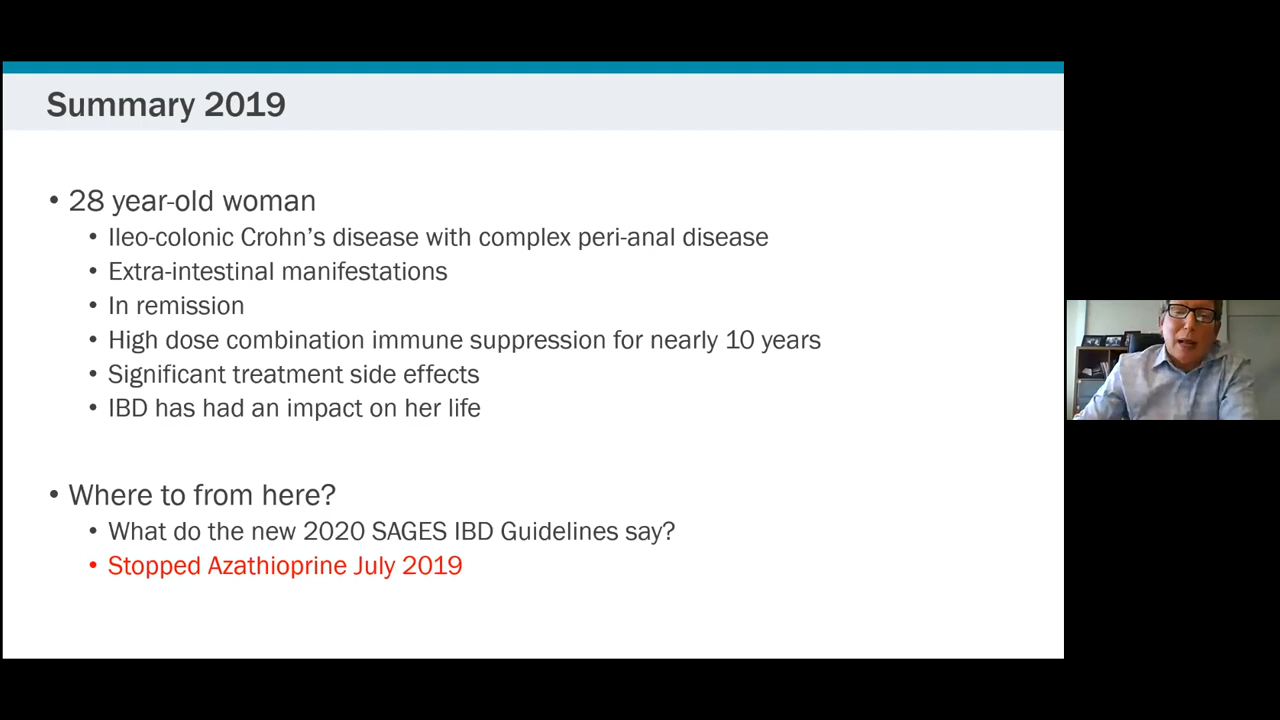 Summary 2019
• 28 year-old woman
• Ileo-colonic Crohn's disease with complex peri-anal disease
• Extra-intestinal manifestations
• In remission
• High dose combination immune suppression for nearly 10 years
• Significant treatment side effects
• IBD has had an impact on her life
• Where to from here?
• What do the new 2020 SAGES IBD Guidelines say?
• Stopped Azathioprine July 2019